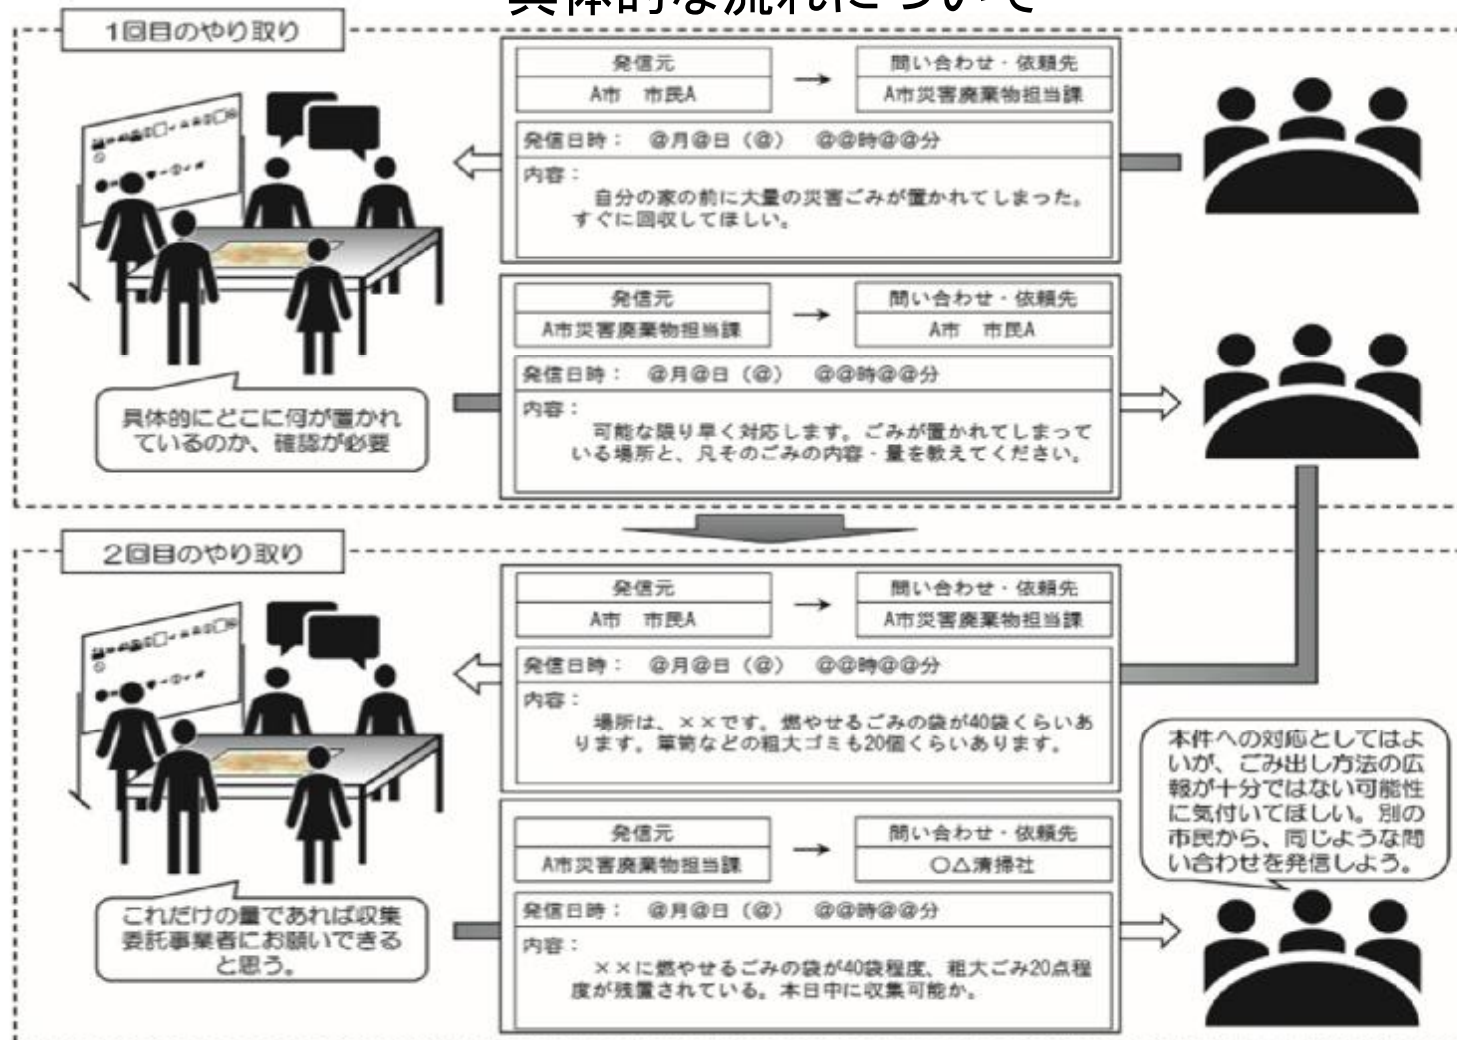 具体的な流れについて
1回目のやり取り
発信元
A市 市民A
→
問い合わせ・依頼先
A市災害廃棄物担当課
発信日時： @月@日（@） @@時@@分
内容：
自分の家の前に大量の災害ごみが置かれてしまった。
すぐに回収してほしい。
発信元
A市災害廃棄物担当課
→
問い合わせ・依頼先
A市 市民A
発信日時： @月@日（@） @@時@@分
内容：
可能な限り早く対応します。ごみが置かれてしまって
いる場所と、凡そのごみの内容・量を教えてください。
具体的にどこに何が置かれ
ているのか、確認が必要
2回目のやり取り
発信元
A市 市民A
→
問い合わせ・依頼先
A市災害廃棄物担当課
発信日時： @月@日（@） @@時@@分
内容：
場所は、××です。燃やせるごみの袋が40袋くらいあ
ります。箪笥などの粗大ゴミも20個くらいあります。
発信元
A市災害廃棄物担当課
→
問い合わせ・依頼先
○△清掃社
発信日時： @月@日（@） @@時@@分
内容：
××に燃やせるごみの袋が40袋程度、粗大ごみ20点程
度が残置されている。本日中に収集可能か。
これだけの量であれば収集
委託事業者にお願いできる
と思う。
本件への対応としてはよ
いが、ごみ出し方法の広
報が十分ではない可能性
に気付いてほしい。別の
市民から、同じような問
い合わせを発信しよう。